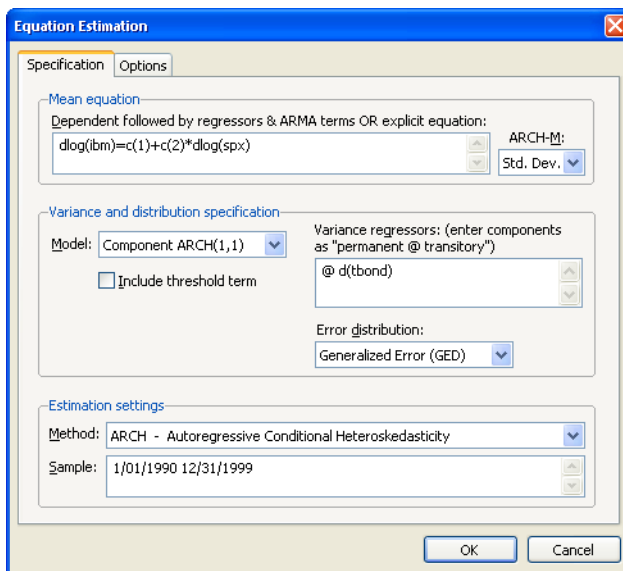 Equation Estimation
Specification
Options
Mean equation
Dependent followed by regressors & ARMA terms OR explicit equation:
dlog(ibm)=c(1)+c(2)*dlog(spx)
ARCH-M:
Std. Dev.
Variance and distribution specification
Model: Component ARCH(1,1)
Include threshold term
Variance regressors: (enter components
as "permanent @ transitory")
@ d(tbond)
Error distribution:
Generalized Error (GED)
Estimation settings
Method: ARCH - Autoregressive Conditional Heteroskedasticity
Sample: 1/01/1990 12/31/1999
OK
Cancel